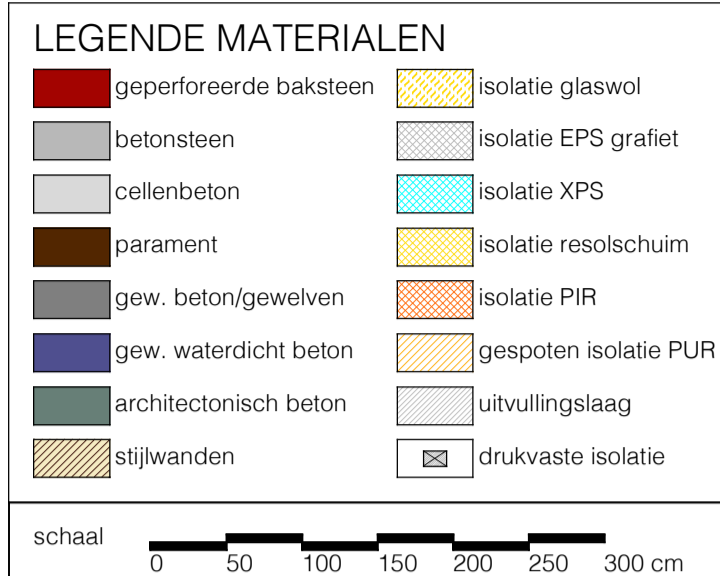 LEGENDE MATERIALEN
geperforeerde baksteen
betonsteen
cellenbeton
parament
gew. beton/gewelven
gew. waterdicht beton
architectonisch beton
stijlwanden
isolatie glaswol
isolatie EPS grafiet
isolatie XPS
isolatie resolschuim
isolatie PIR
gespoten isolatie PUR
uitvullingslaag
drukvaste isolatie
schaal
0 50 100 150 200 250 300 cm